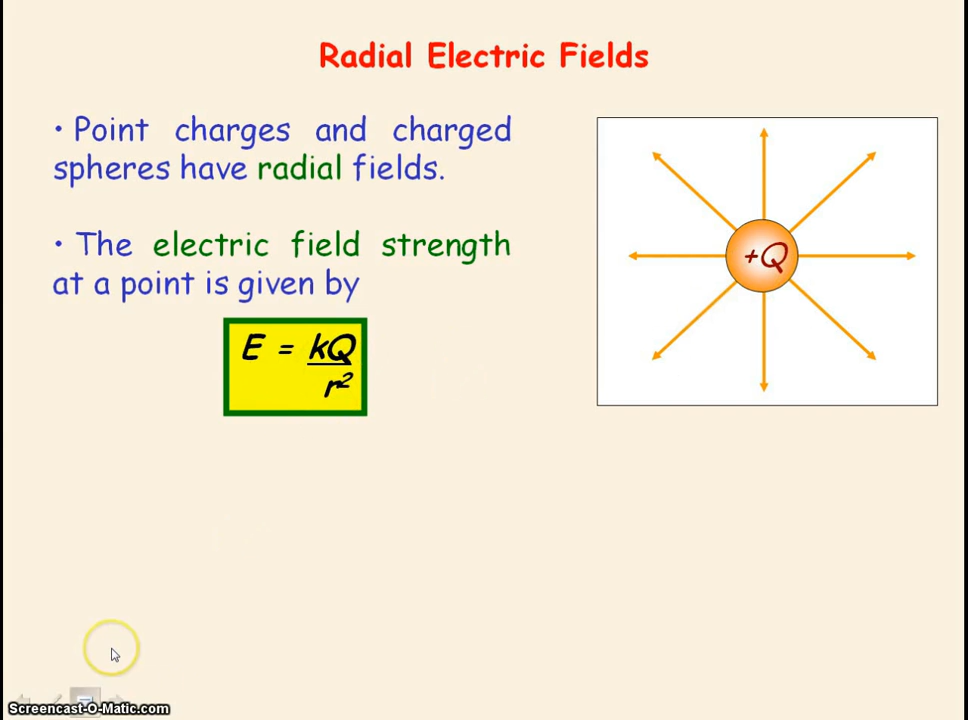 Radial Electric Fields
• Point charges and charged
spheres have radial fields.
• The electric field strength
at a point is given by
E = kQ
r²
+Q
Screencast-O-Matic.com